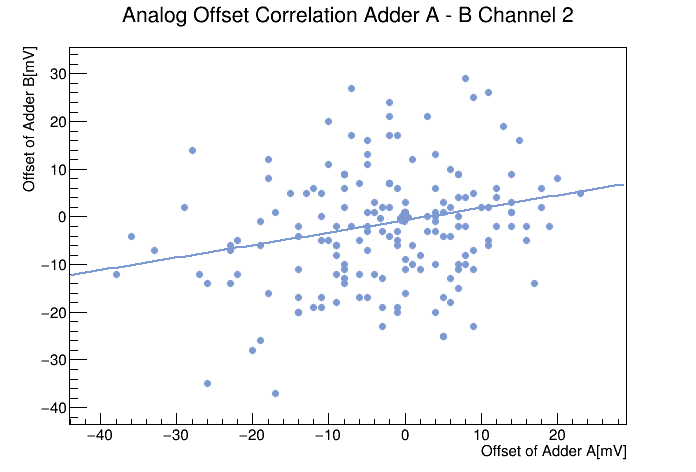 Analog Offset Correlation Adder A - B Channel 2
Offset of Adder B[mV]
30
20
10
0
−10
−20
−30
−40
−40 −30 −20 −10 0 10 20
Offset of Adder A[mV]